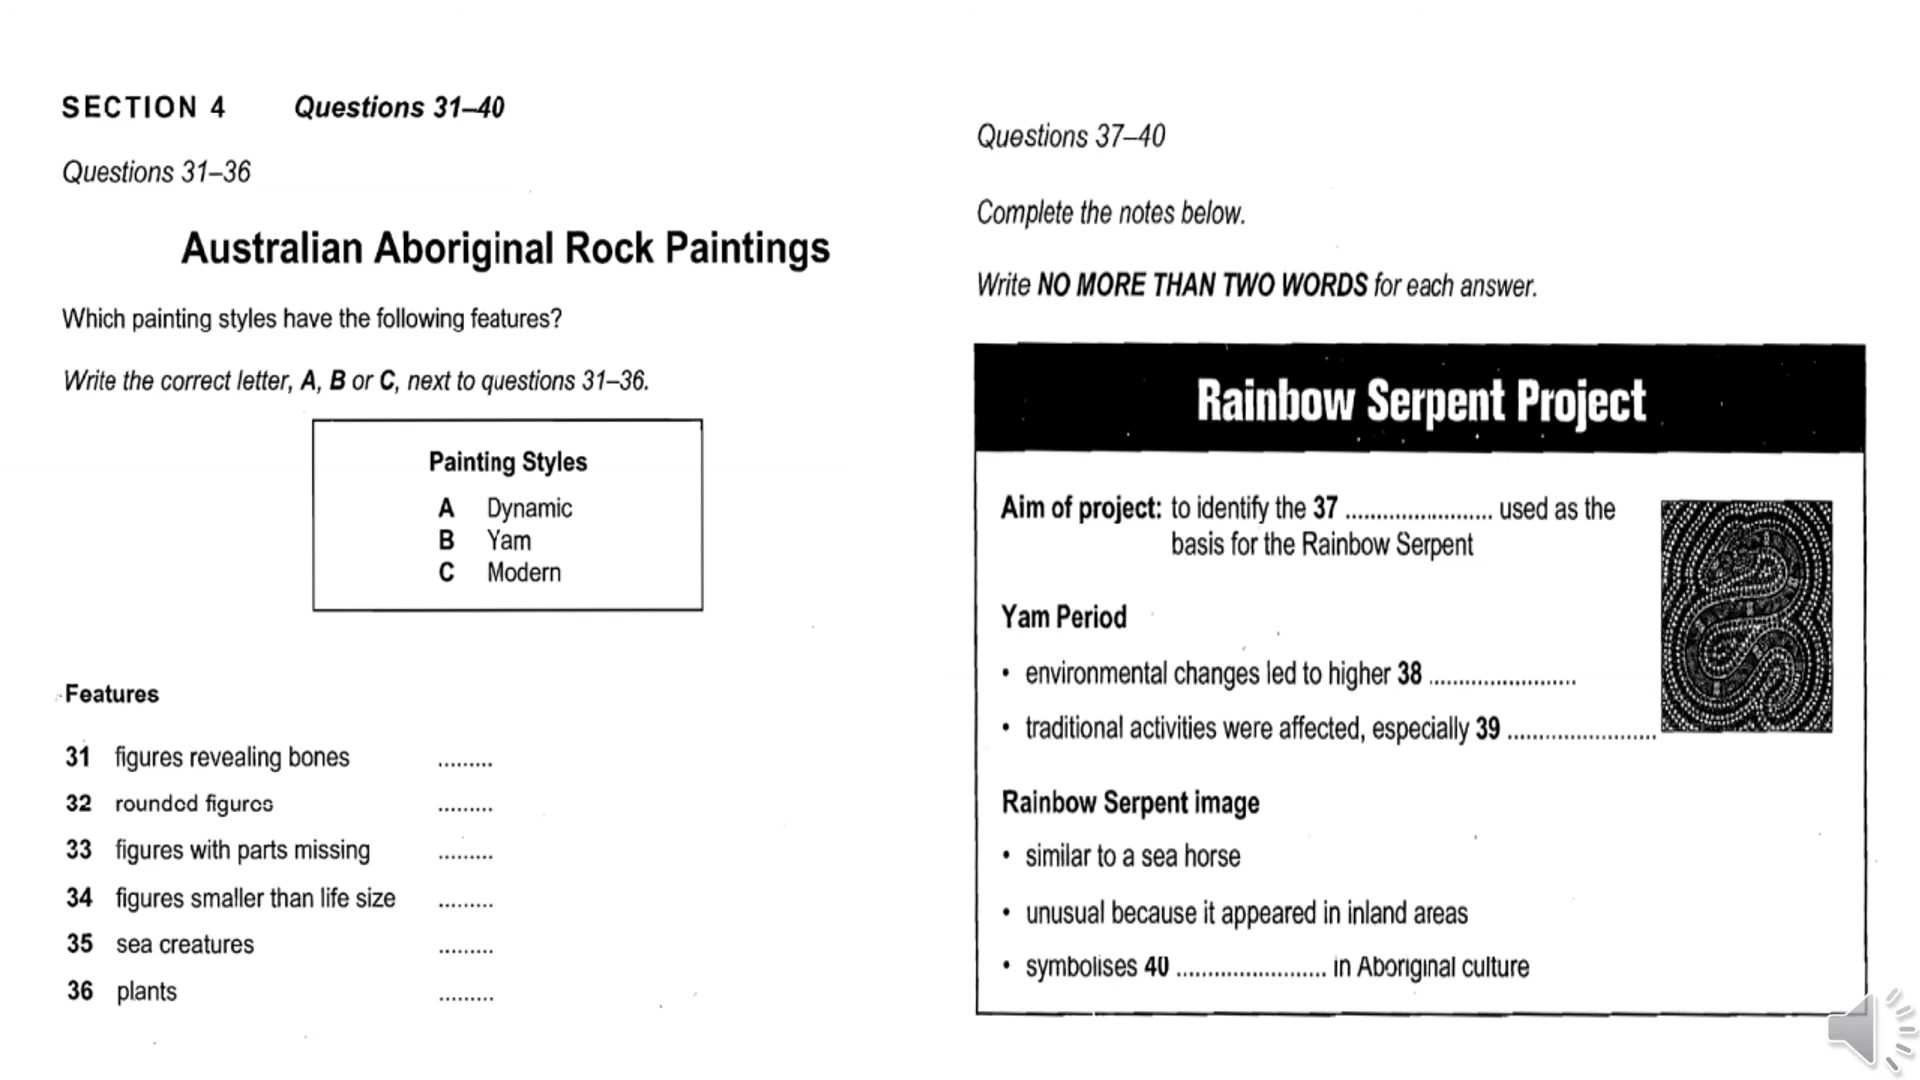 SECTION 4 Questions 31–40
Questions 31–36
Australian Aboriginal Rock Paintings
Which painting styles have the following features?
Write the correct letter, A, B or C, next to questions 31–36.
Painting Styles
A Dynamic
B Yam
C Modern
Features
31 figures revealing bones .........
32 rounded figures .........
33 figures with parts missing .........
34 figures smaller than life size .........
35 sea creatures .........
36 plants .........
Questions 37–40
Complete the notes below.
Write NO MORE THAN TWO WORDS for each answer.
Rainbow Serpent Project
Aim of project: to identify the 37 ....................... used as the
basis for the Rainbow Serpent
Yam Period
• environmental changes led to higher 38 .......................
• traditional activities were affected, especially 39 .......................
Rainbow Serpent image
• similar to a sea horse
• unusual because it appeared in inland areas
• symbolises 40 ....................... in Aboriginal culture